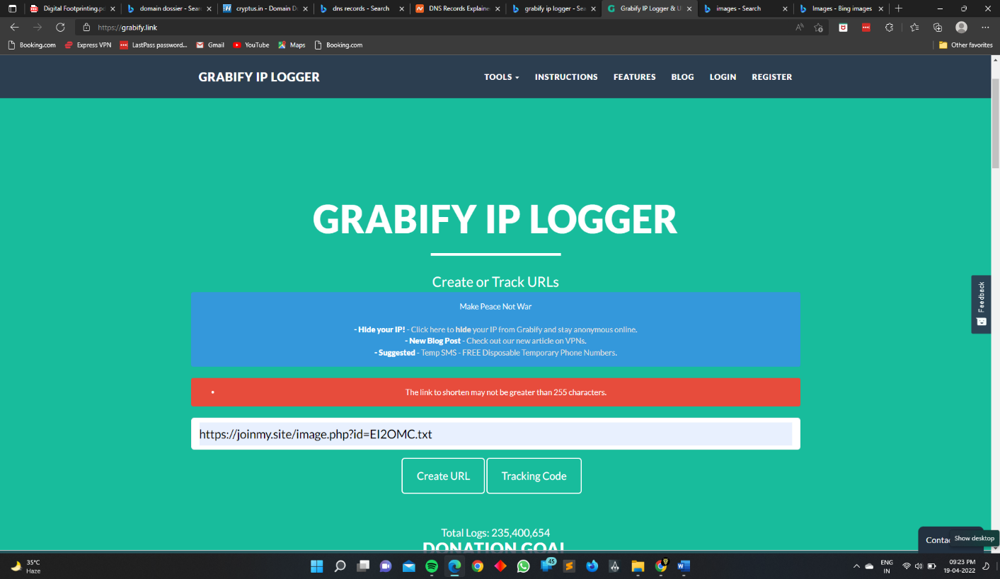 Digital Footprinting.pd
domain dossier - Sear
cryptus.in - Domain D
dns records - Search
DNS Records Explaine
grabify ip logger - Sea
Grabify IP Logger & U
images - Search
Images - Bing images
https://grabify.link
Booking.com
Express VPN
LastPass password...
Gmail
YouTube
Maps
Booking.com
Other favorites
GRABIFY IP LOGGER
TOOLS
INSTRUCTIONS
FEATURES
BLOG
LOGIN
REGISTER
GRABIFY IP LOGGER
Create or Track URLs
Make Peace Not War
- Hide your IP! - Click here to hide your IP from Grabify and stay anonymous online.
- New Blog Post - Check out our new article on VPNs.
- Suggested - Temp SMS - FREE Disposable Temporary Phone Numbers.
The link to shorten may not be greater than 255 characters.
https://joinmy.site/image.php?id=EI2OMC.txt
Create URL
Tracking Code
Feedback
Total Logs: 235,400,654
DONATION GOAL
Contac
Show desktop
35°C
Haze
45
ENG
IN
09:23 PM
19-04-2022